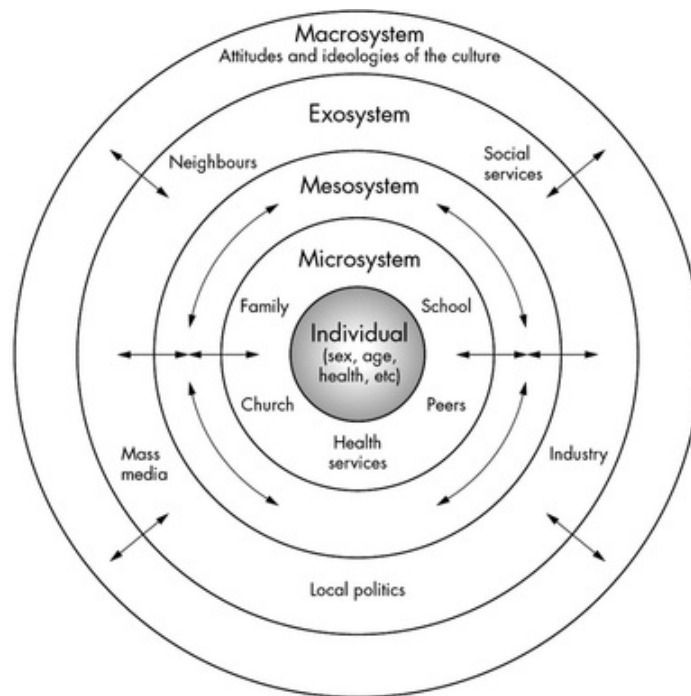 Macrosystem
Attitudes and ideologies of the culture
Exosystem
Neighbours
Social
services
Mesosystem
Microsystem
Family
School
Individual
(sex, age,
health, etc)
Church
Peers
Health
services
Mass
media
Industry
Local politics